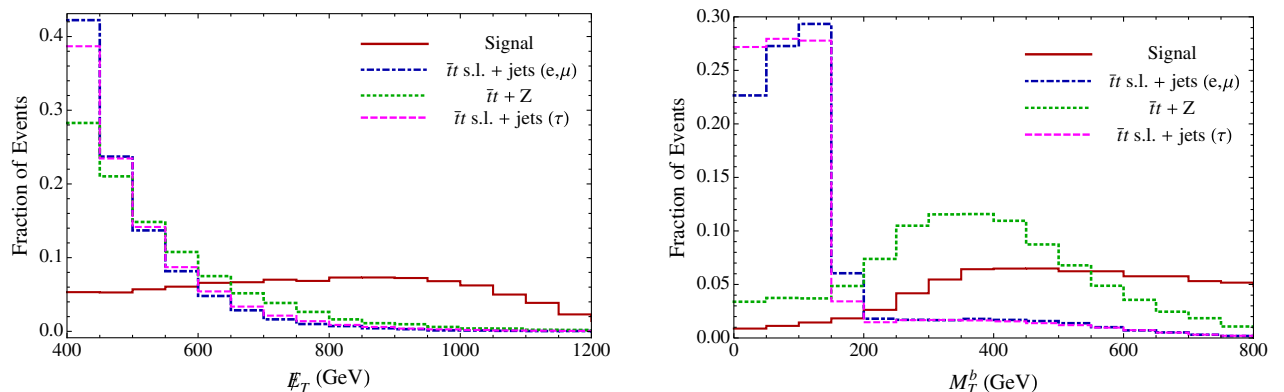 Fraction of Events
0.4
0.3
0.2
0.1
0.0
400
600
800
1000
1200
E̸_T (GeV)
Signal
t̄t s.l. + jets (e,μ)
t̄t + Z
t̄t s.l. + jets (τ)
Fraction of Events
0.30
0.25
0.20
0.15
0.10
0.05
0.00
0
200
400
600
800
M_T^b (GeV)
Signal
t̄t s.l. + jets (e,μ)
t̄t + Z
t̄t s.l. + jets (τ)